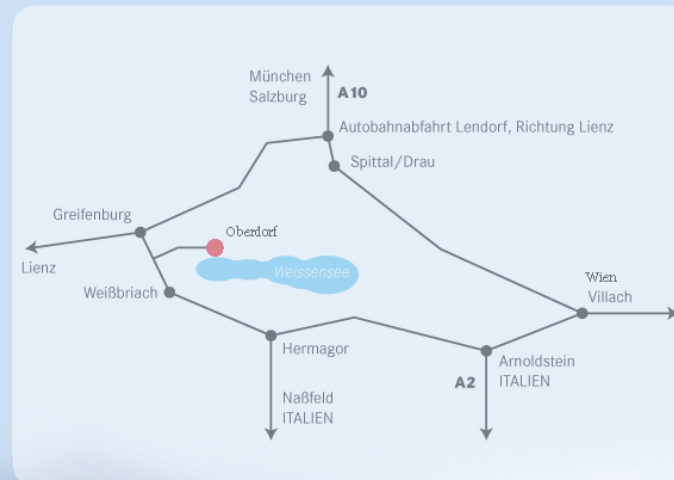 München
Salzburg
A10
Autobahnabfahrt Lendorf, Richtung Lienz
Spittal/Drau
Greifenburg
Oberdorf
Lienz
Weissensee
Wien
Villach
Weißbriach
Hermagor
Arnoldstein
ITALIEN
A2
Naßfeld
ITALIEN